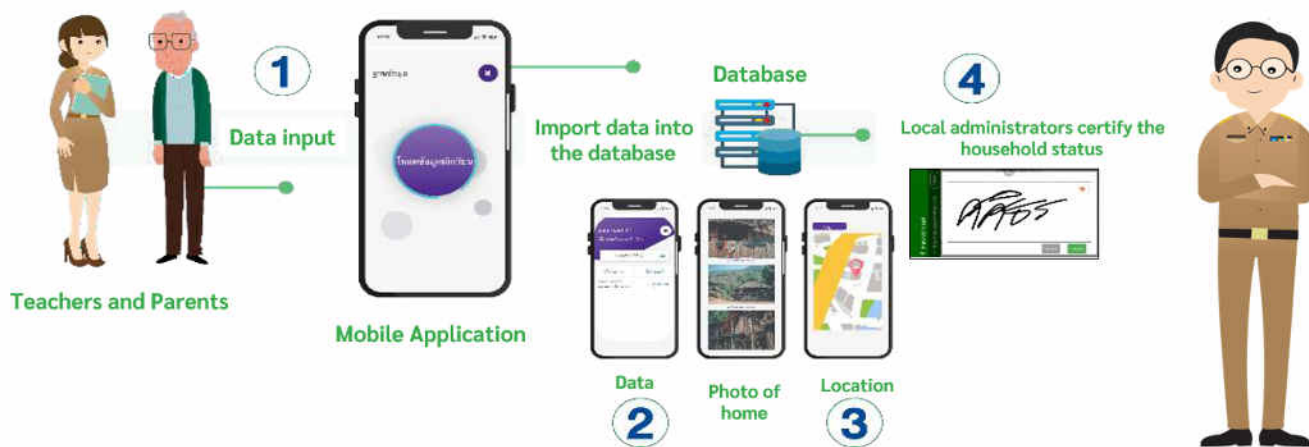 1
Data input
Teachers and Parents
Mobile Application
Import data into
the database
Database
4
Local administrators certify the
household status
Data
2
Photo of
home
Location
3